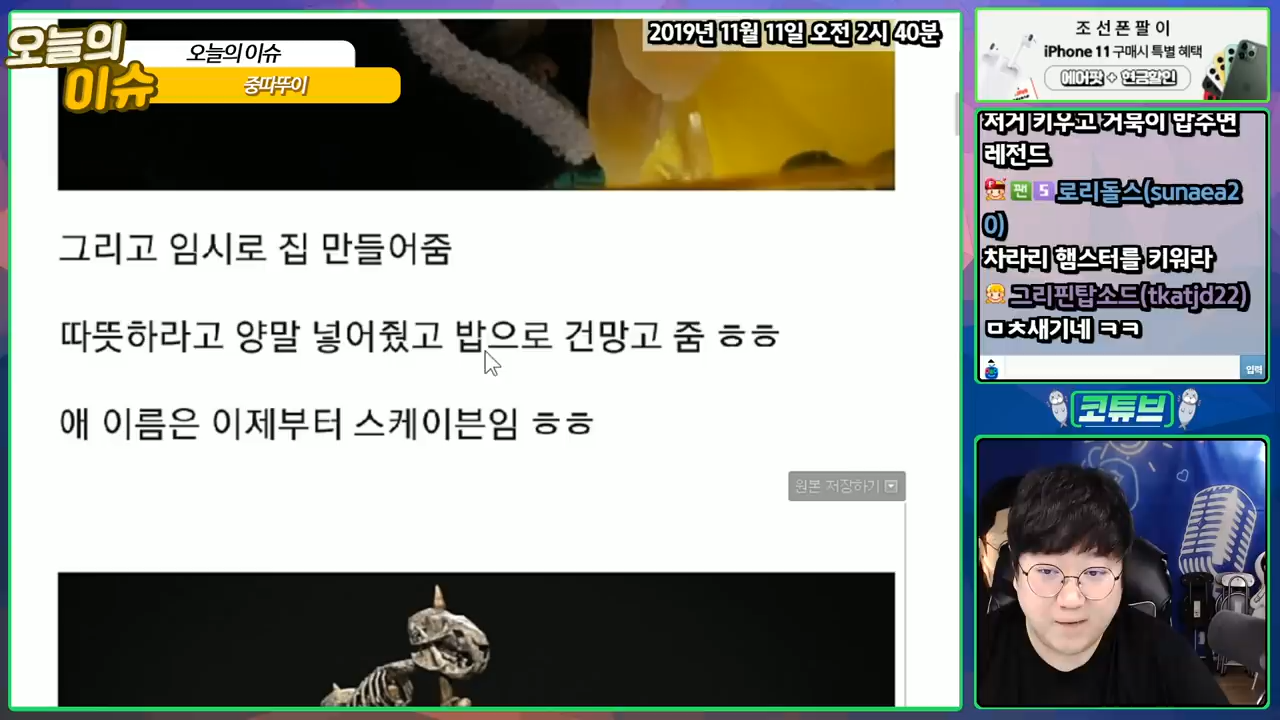 오늘의
이슈
오늘의 이슈
중따뚜이
2019년 11월 11일 오전 2시 40분
그리고 임시로 집 만들어줌
따뜻하라고 양말 넣어줬고 밥으로 건망고 줌 ㅎㅎ
애 이름은 이제부터 스케이븐임 ㅎㅎ
원본 저장하기
조선폰팔이
iPhone 11 구매시 특별 혜택
에어팟 + 현금할인
저거 키우고 거북이 밥주면
레전드
팬 5 로리돌스(sunaea2
0)
차라리 햄스터를 키워라
그리핀탑소드(tkatjd22)
ㅁㅊ새기네 ㅋㅋ
입력
코튜브